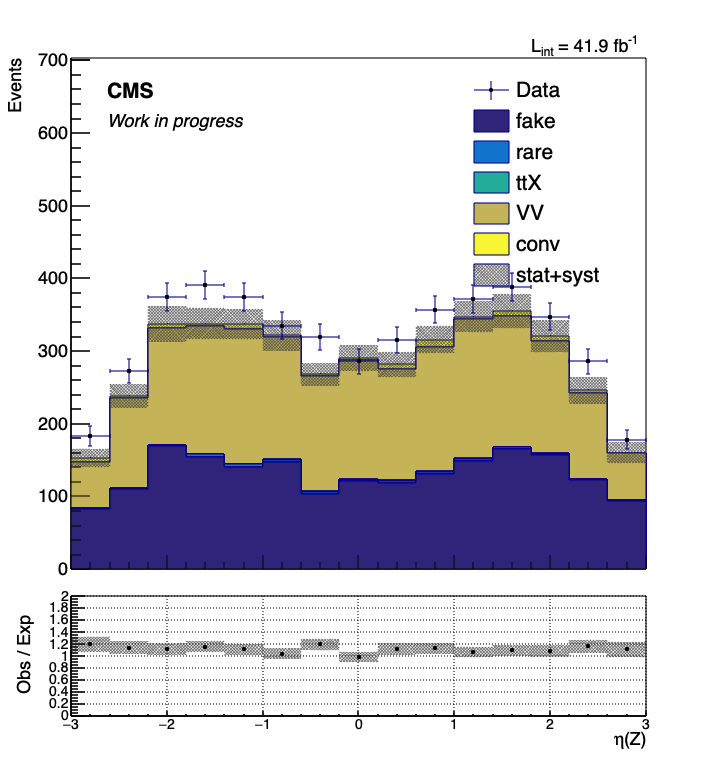 L_int = 41.9 fb⁻¹
Events
700
600
500
400
300
200
100
0
CMS
Work in progress
Data
fake
rare
ttX
VV
conv
stat+syst
Obs / Exp
2
1.8
1.6
1.4
1.2
1
0.8
0.6
0.4
0.2
0
−3 −2 −1 0 1 2 3
η(Z)